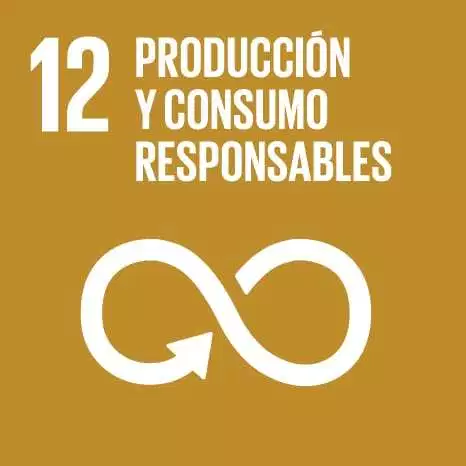 12 PRODUCCIÓN
Y CONSUMO
RESPONSABLES